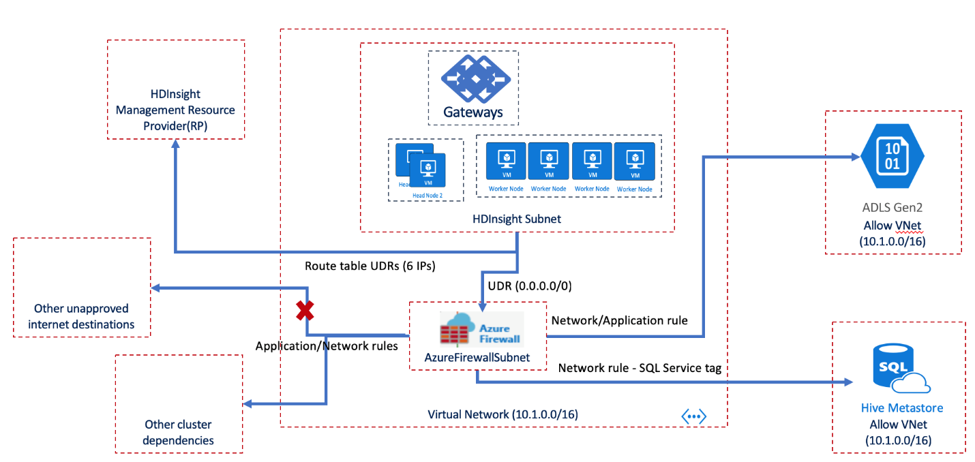 HDInsight
Management Resource
Provider(RP)
Gateways
VM
Head Node 2
VM
Worker Node
VM
Worker Node
VM
Worker Node
VM
Worker Node
HDInsight Subnet
10
01
ADLS Gen2
Allow VNet
(10.1.0.0/16)
Route table UDRs (6 IPs)
UDR (0.0.0.0/0)
Other unapproved
internet destinations
Application/Network rules
Azure
Firewall
AzureFirewallSubnet
Network/Application rule
Network rule - SQL Service tag
SQL
Hive Metastore
Allow VNet
(10.1.0.0/16)
Other cluster
dependencies
Virtual Network (10.1.0.0/16)